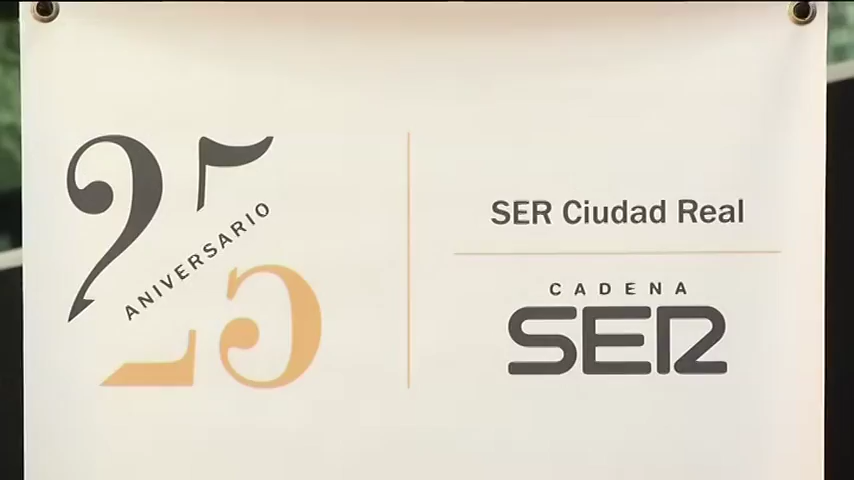 25
ANIVERSARIO
SER Ciudad Real
CADENA
SER